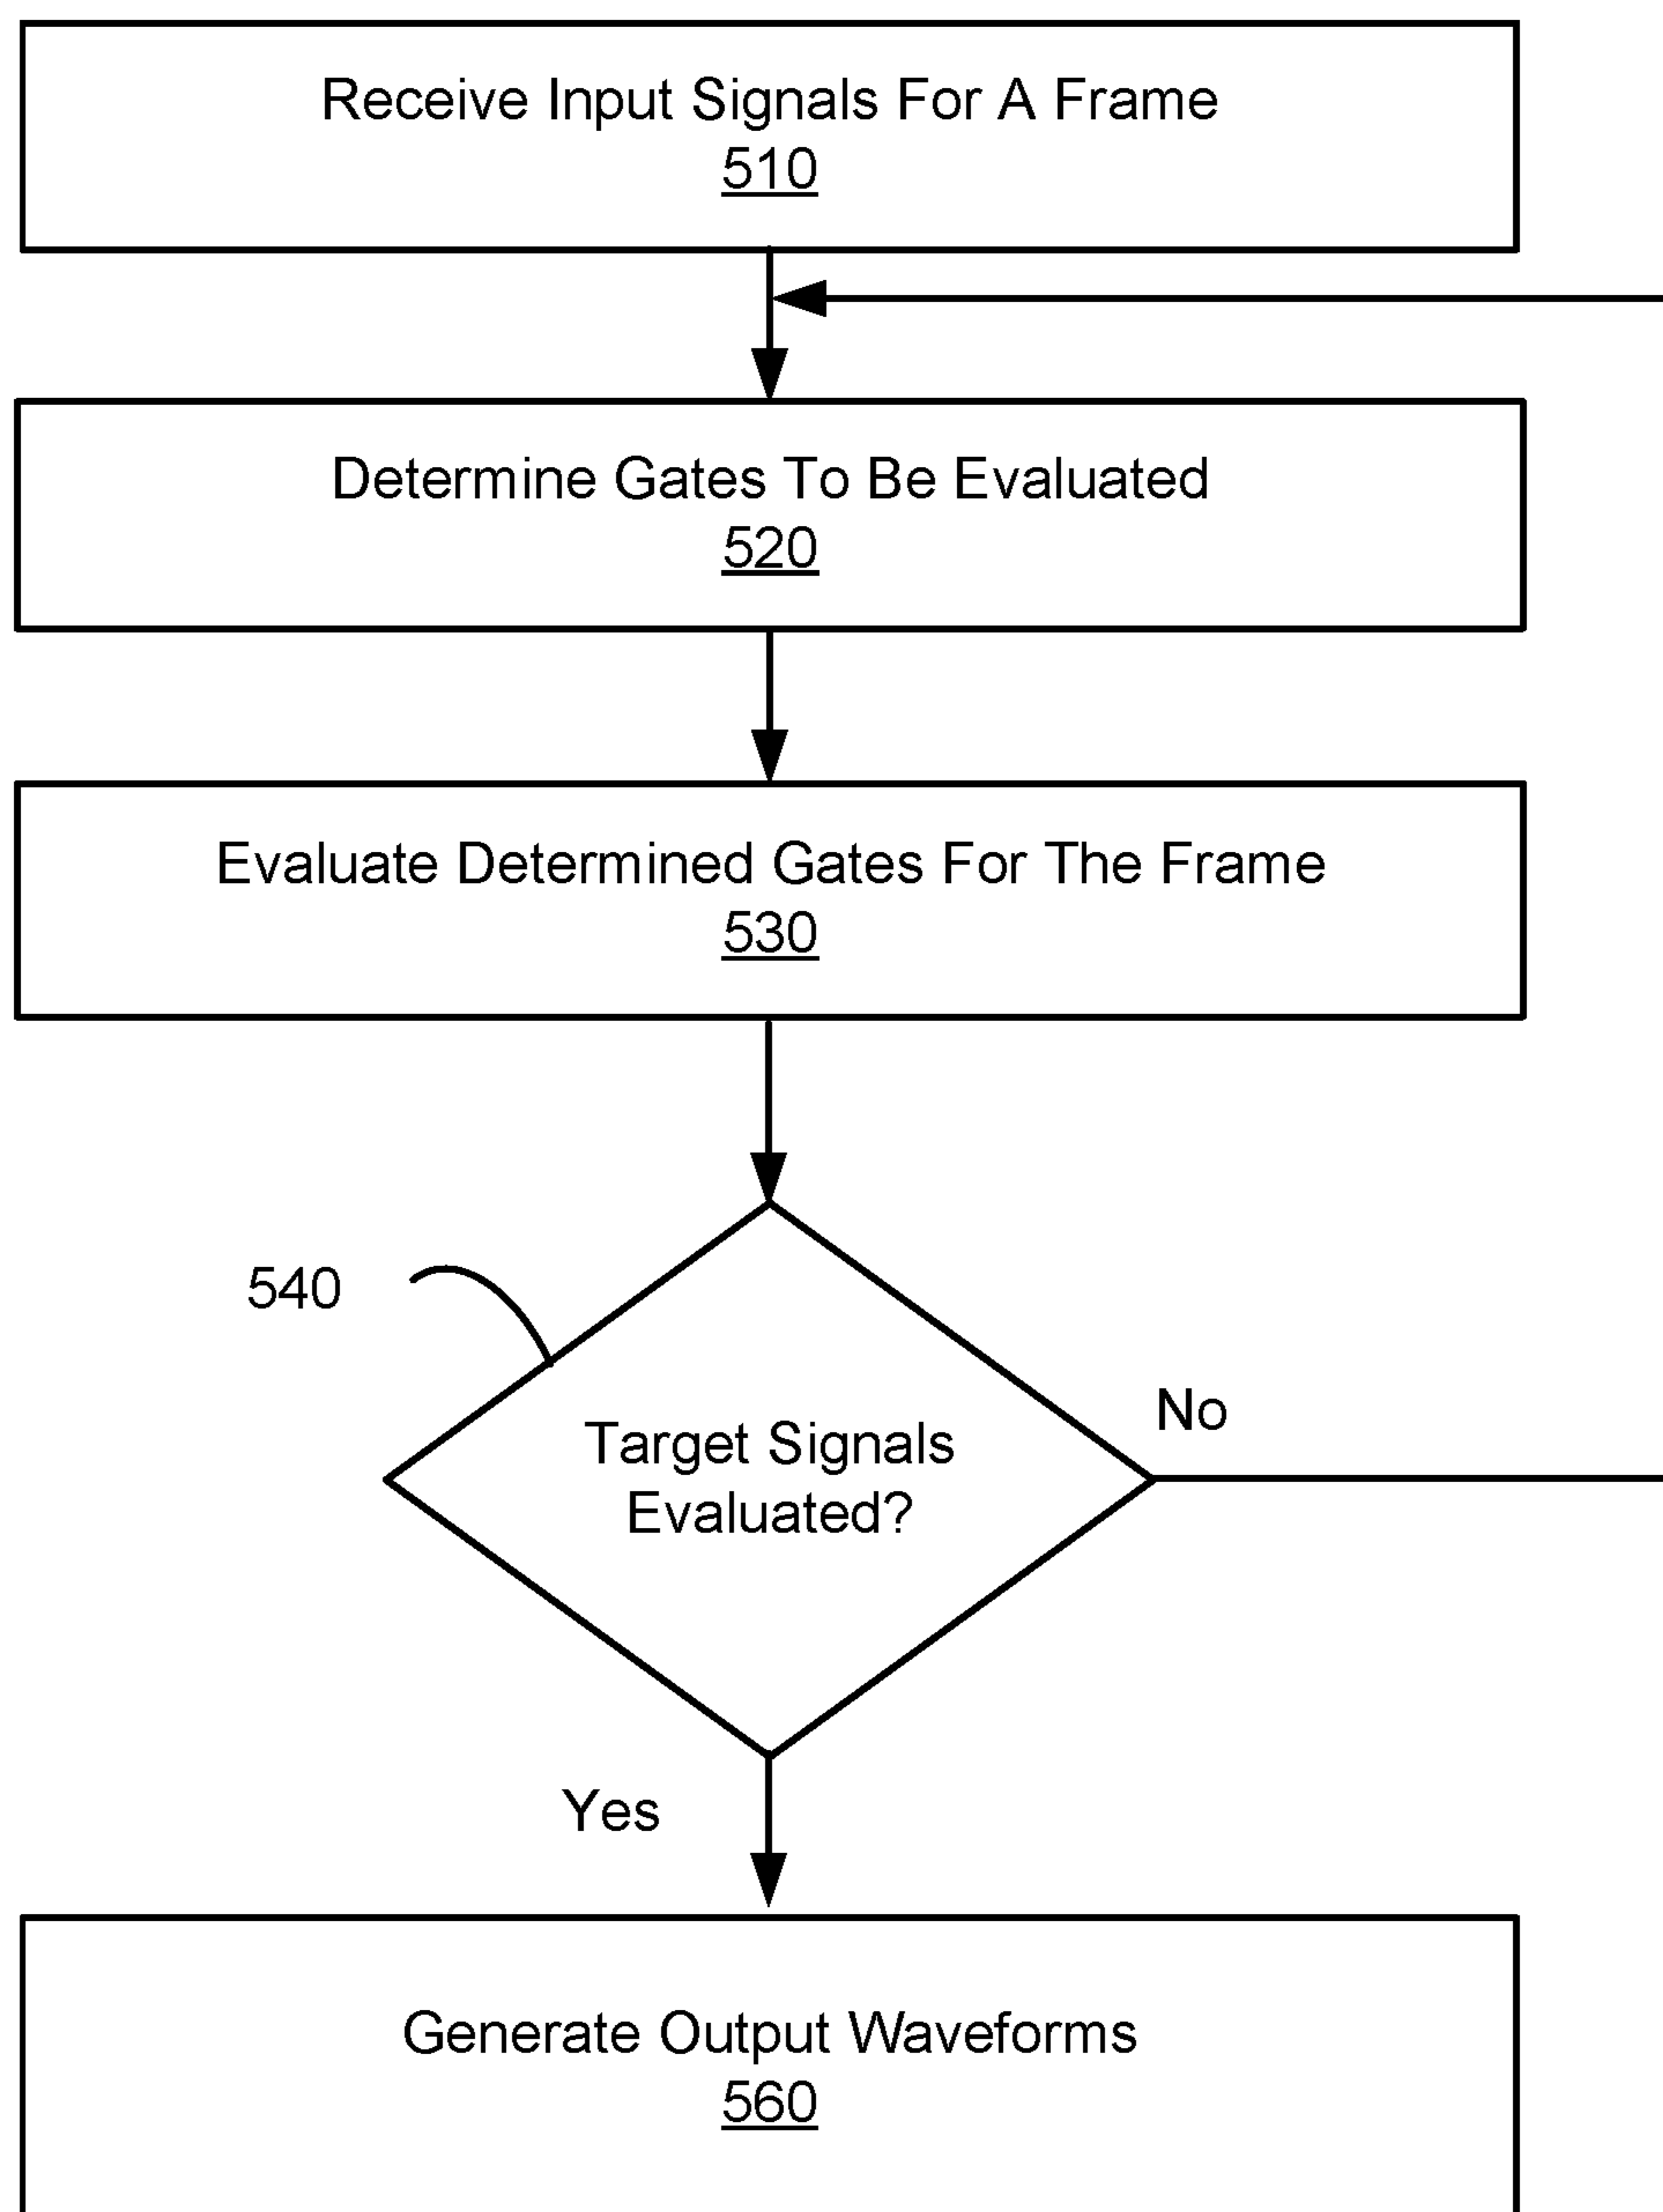 Receive Input Signals For A Frame
510
Determine Gates To Be Evaluated
520
Evaluate Determined Gates For The Frame
530
540
Target Signals
Evaluated?
No
Yes
Generate Output Waveforms
560